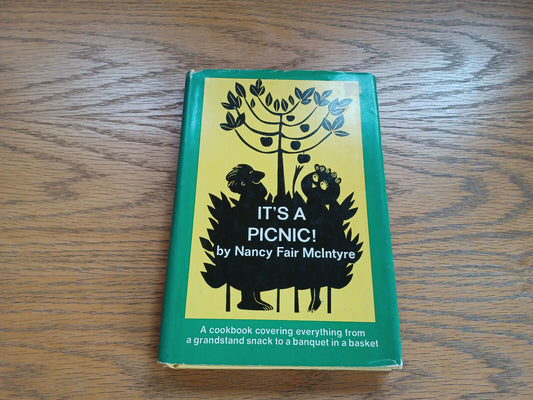 IT'S A
PICNIC!
by Nancy Fair McIntyre
A cookbook covering everything from
a grandstand snack to a banquet in a basket